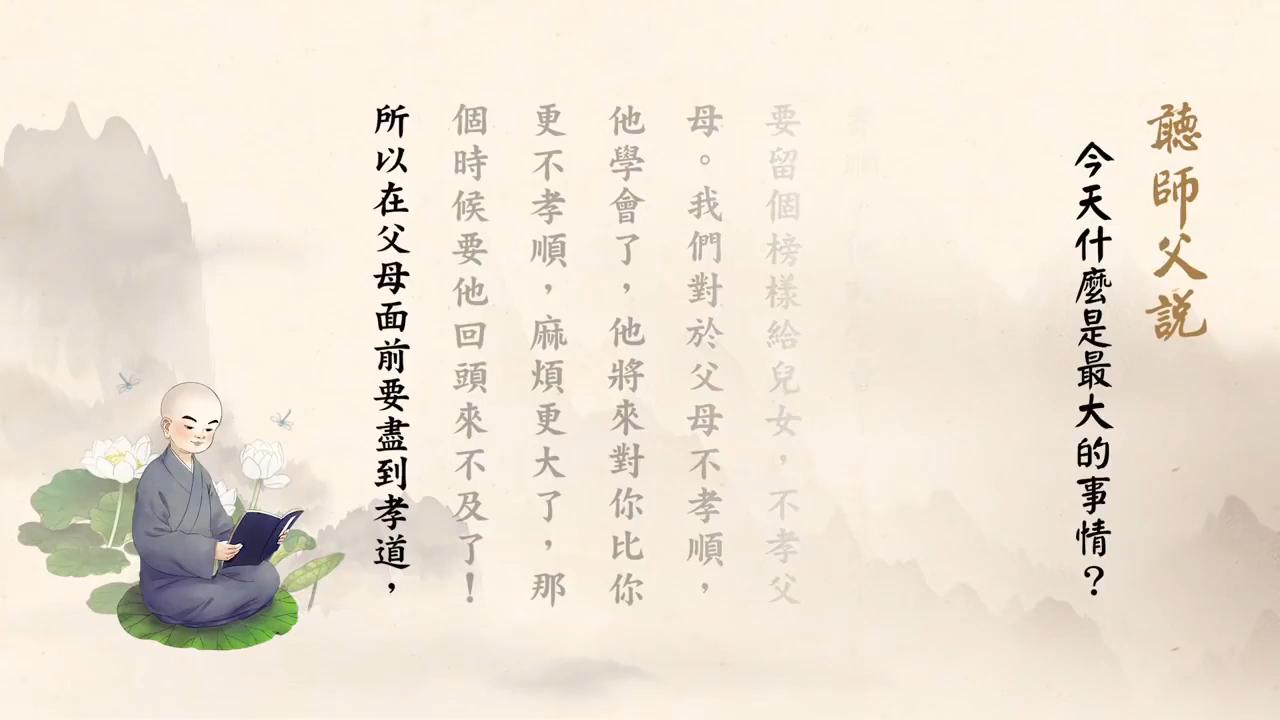 聽師父説
今天什麼是最大的事情？
要留個榜樣給兒女，不孝父
母。我們對於父母不孝順，
他學會了，他將來對你比你
更不孝順，麻煩更大了，那
個時候要他回頭來不及了！
所以在父母面前要盡到孝道，